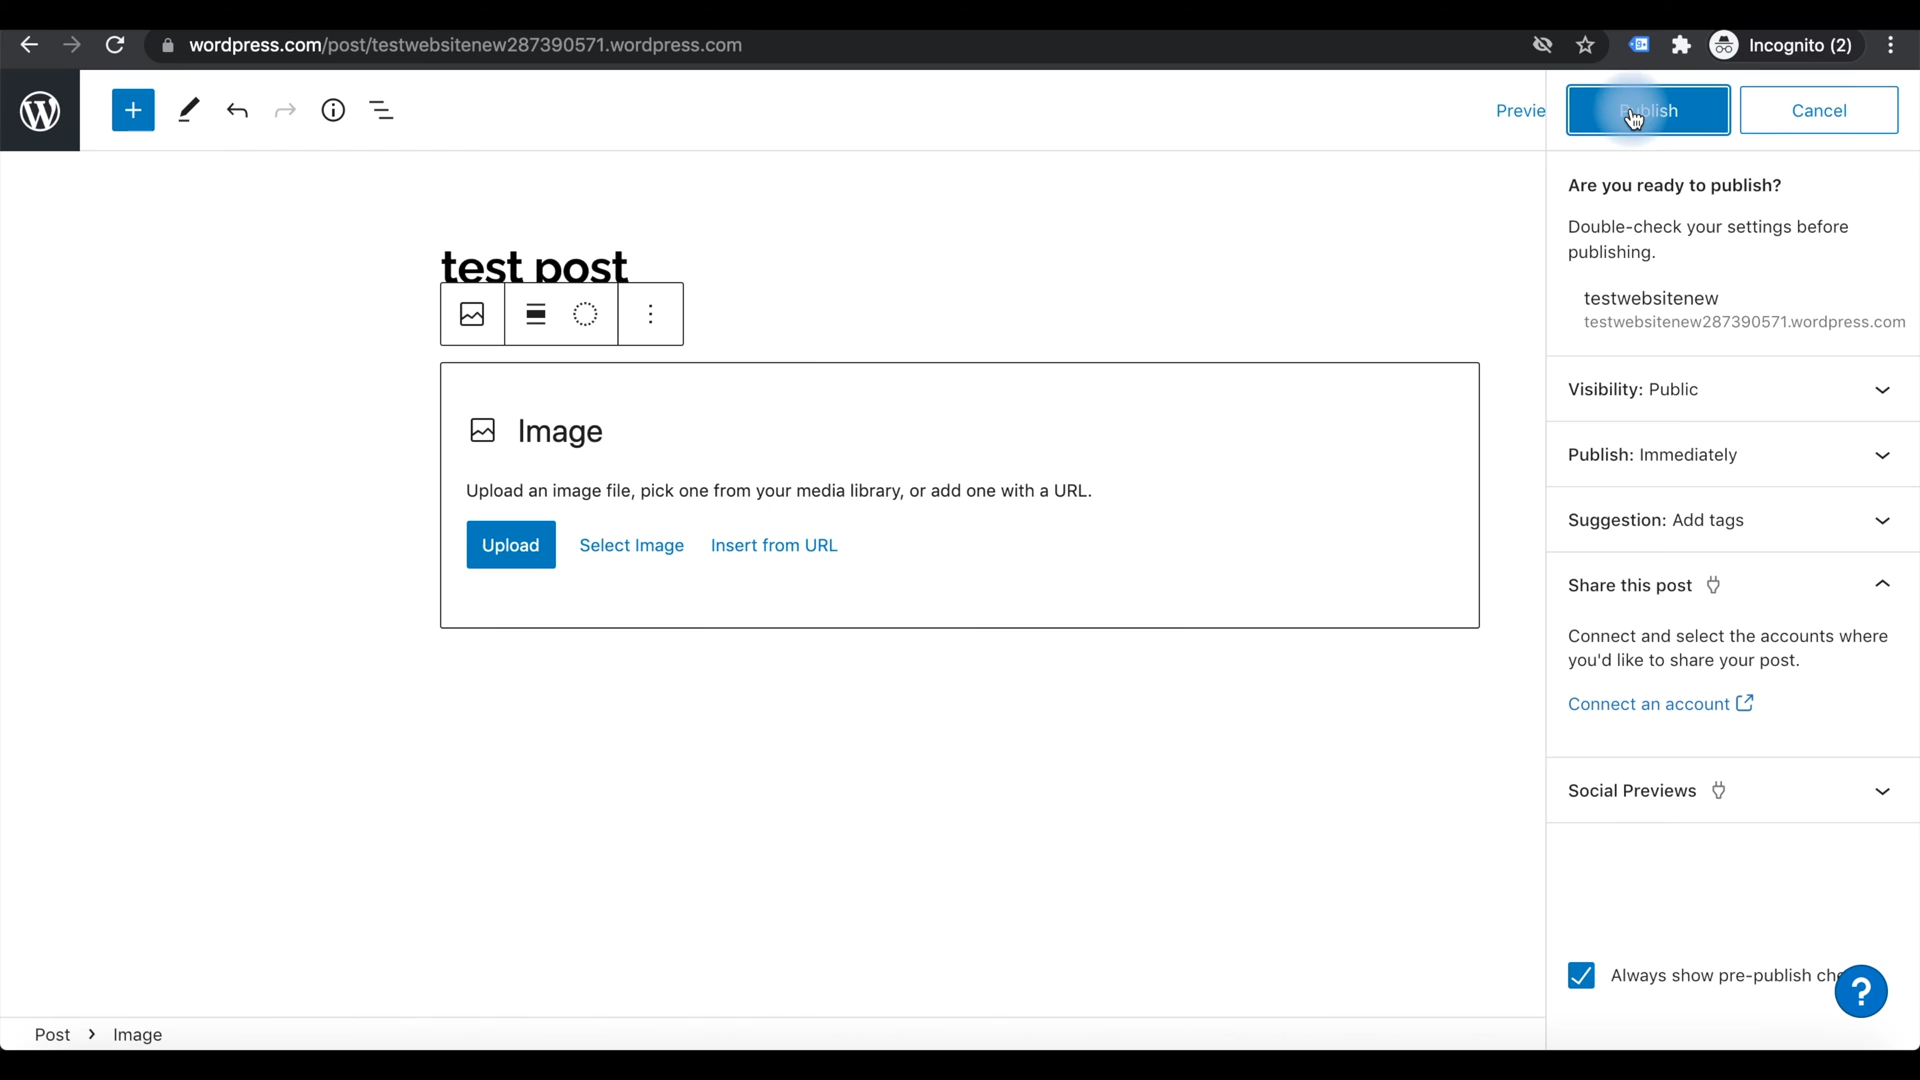 wordpress.com/post/testwebsitenew287390571.wordpress.com
Incognito (2)
Previe
Publish
Cancel
Are you ready to publish?
Double-check your settings before
publishing.
testwebsitenew
testwebsitenew287390571.wordpress.com
Visibility: Public
Publish: Immediately
Suggestion: Add tags
Share this post
Connect and select the accounts where
you'd like to share your post.
Connect an account
Social Previews
Always show pre-publish che
?
test post
Image
Upload an image file, pick one from your media library, or add one with a URL.
Upload
Select Image
Insert from URL
Post > Image